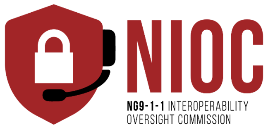 NIOC
NG9-1-1 INTEROPERABILITY
OVERSIGHT COMMISSION